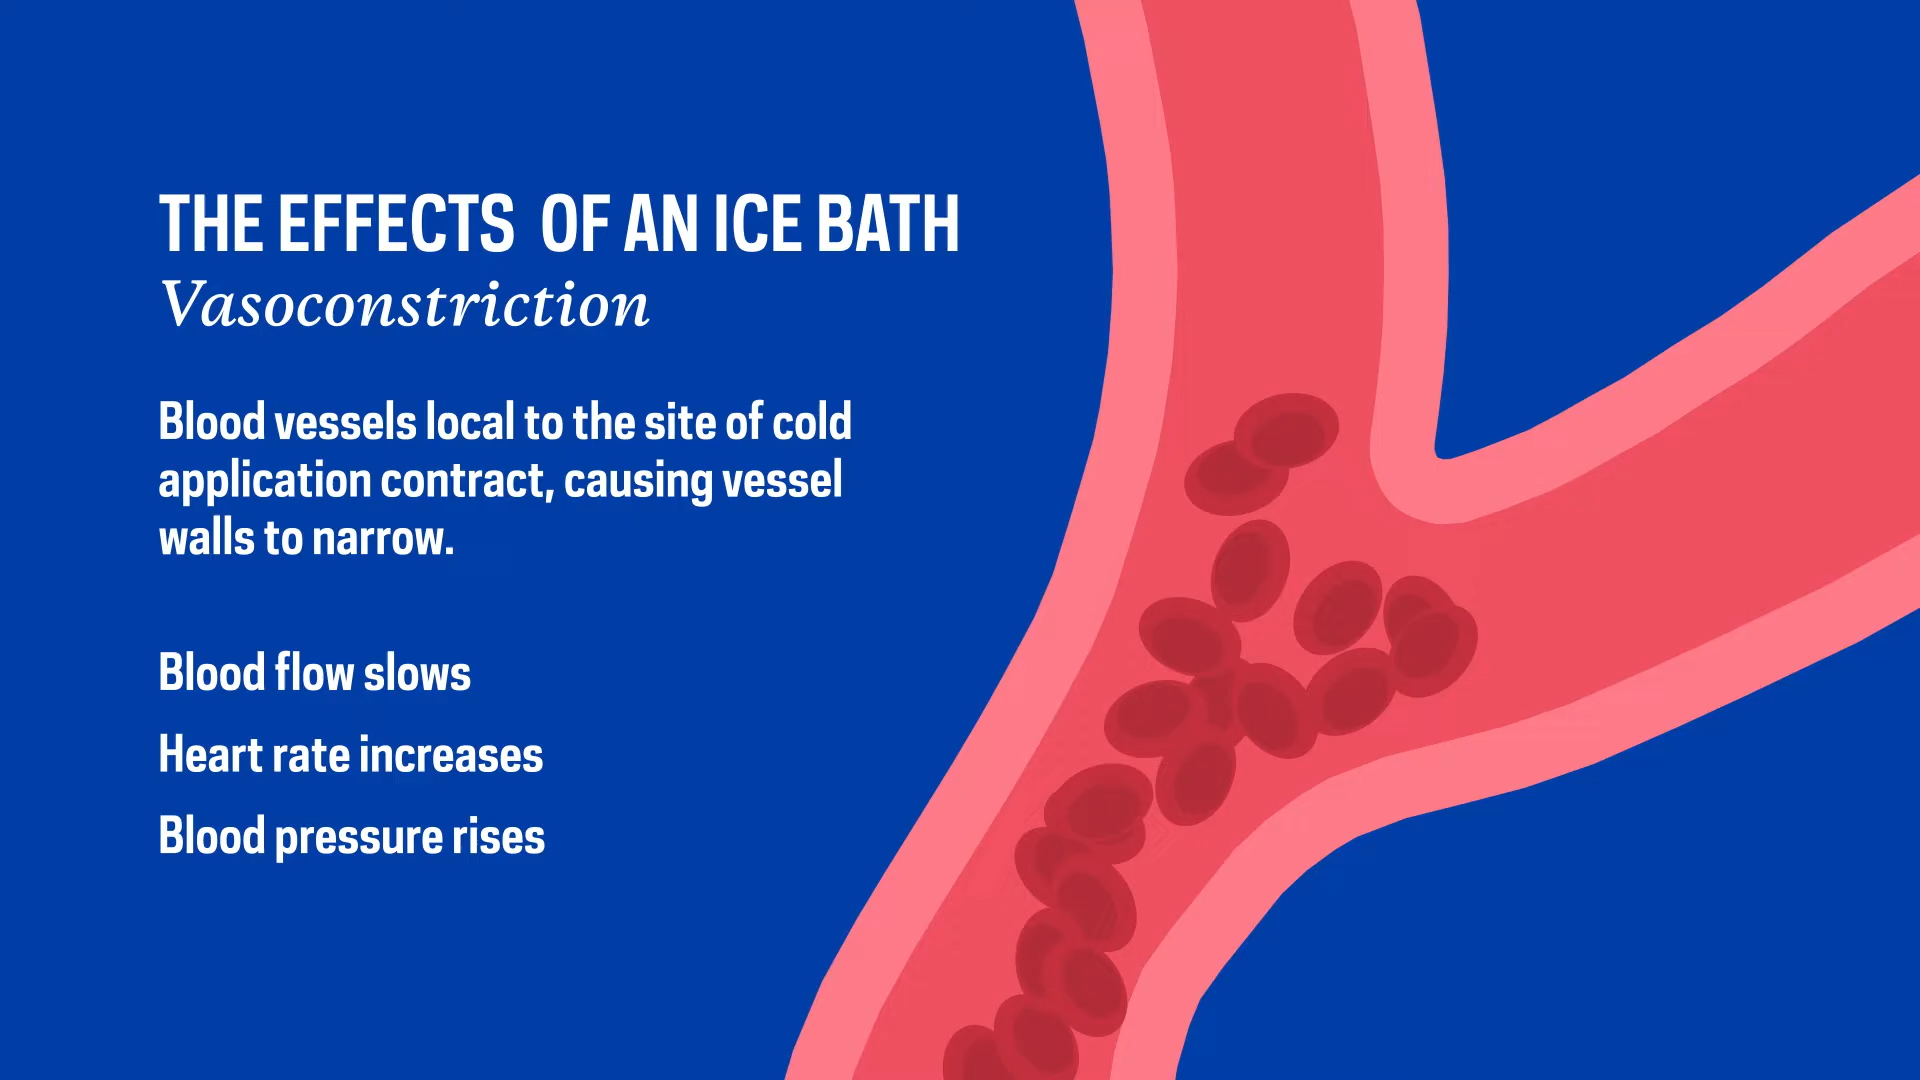 THE EFFECTS  OF AN ICE BATH
Vasoconstriction
Blood vessels local to the site of cold
application contract, causing vessel
walls to narrow.
Blood flow slows
Heart rate increases
Blood pressure rises